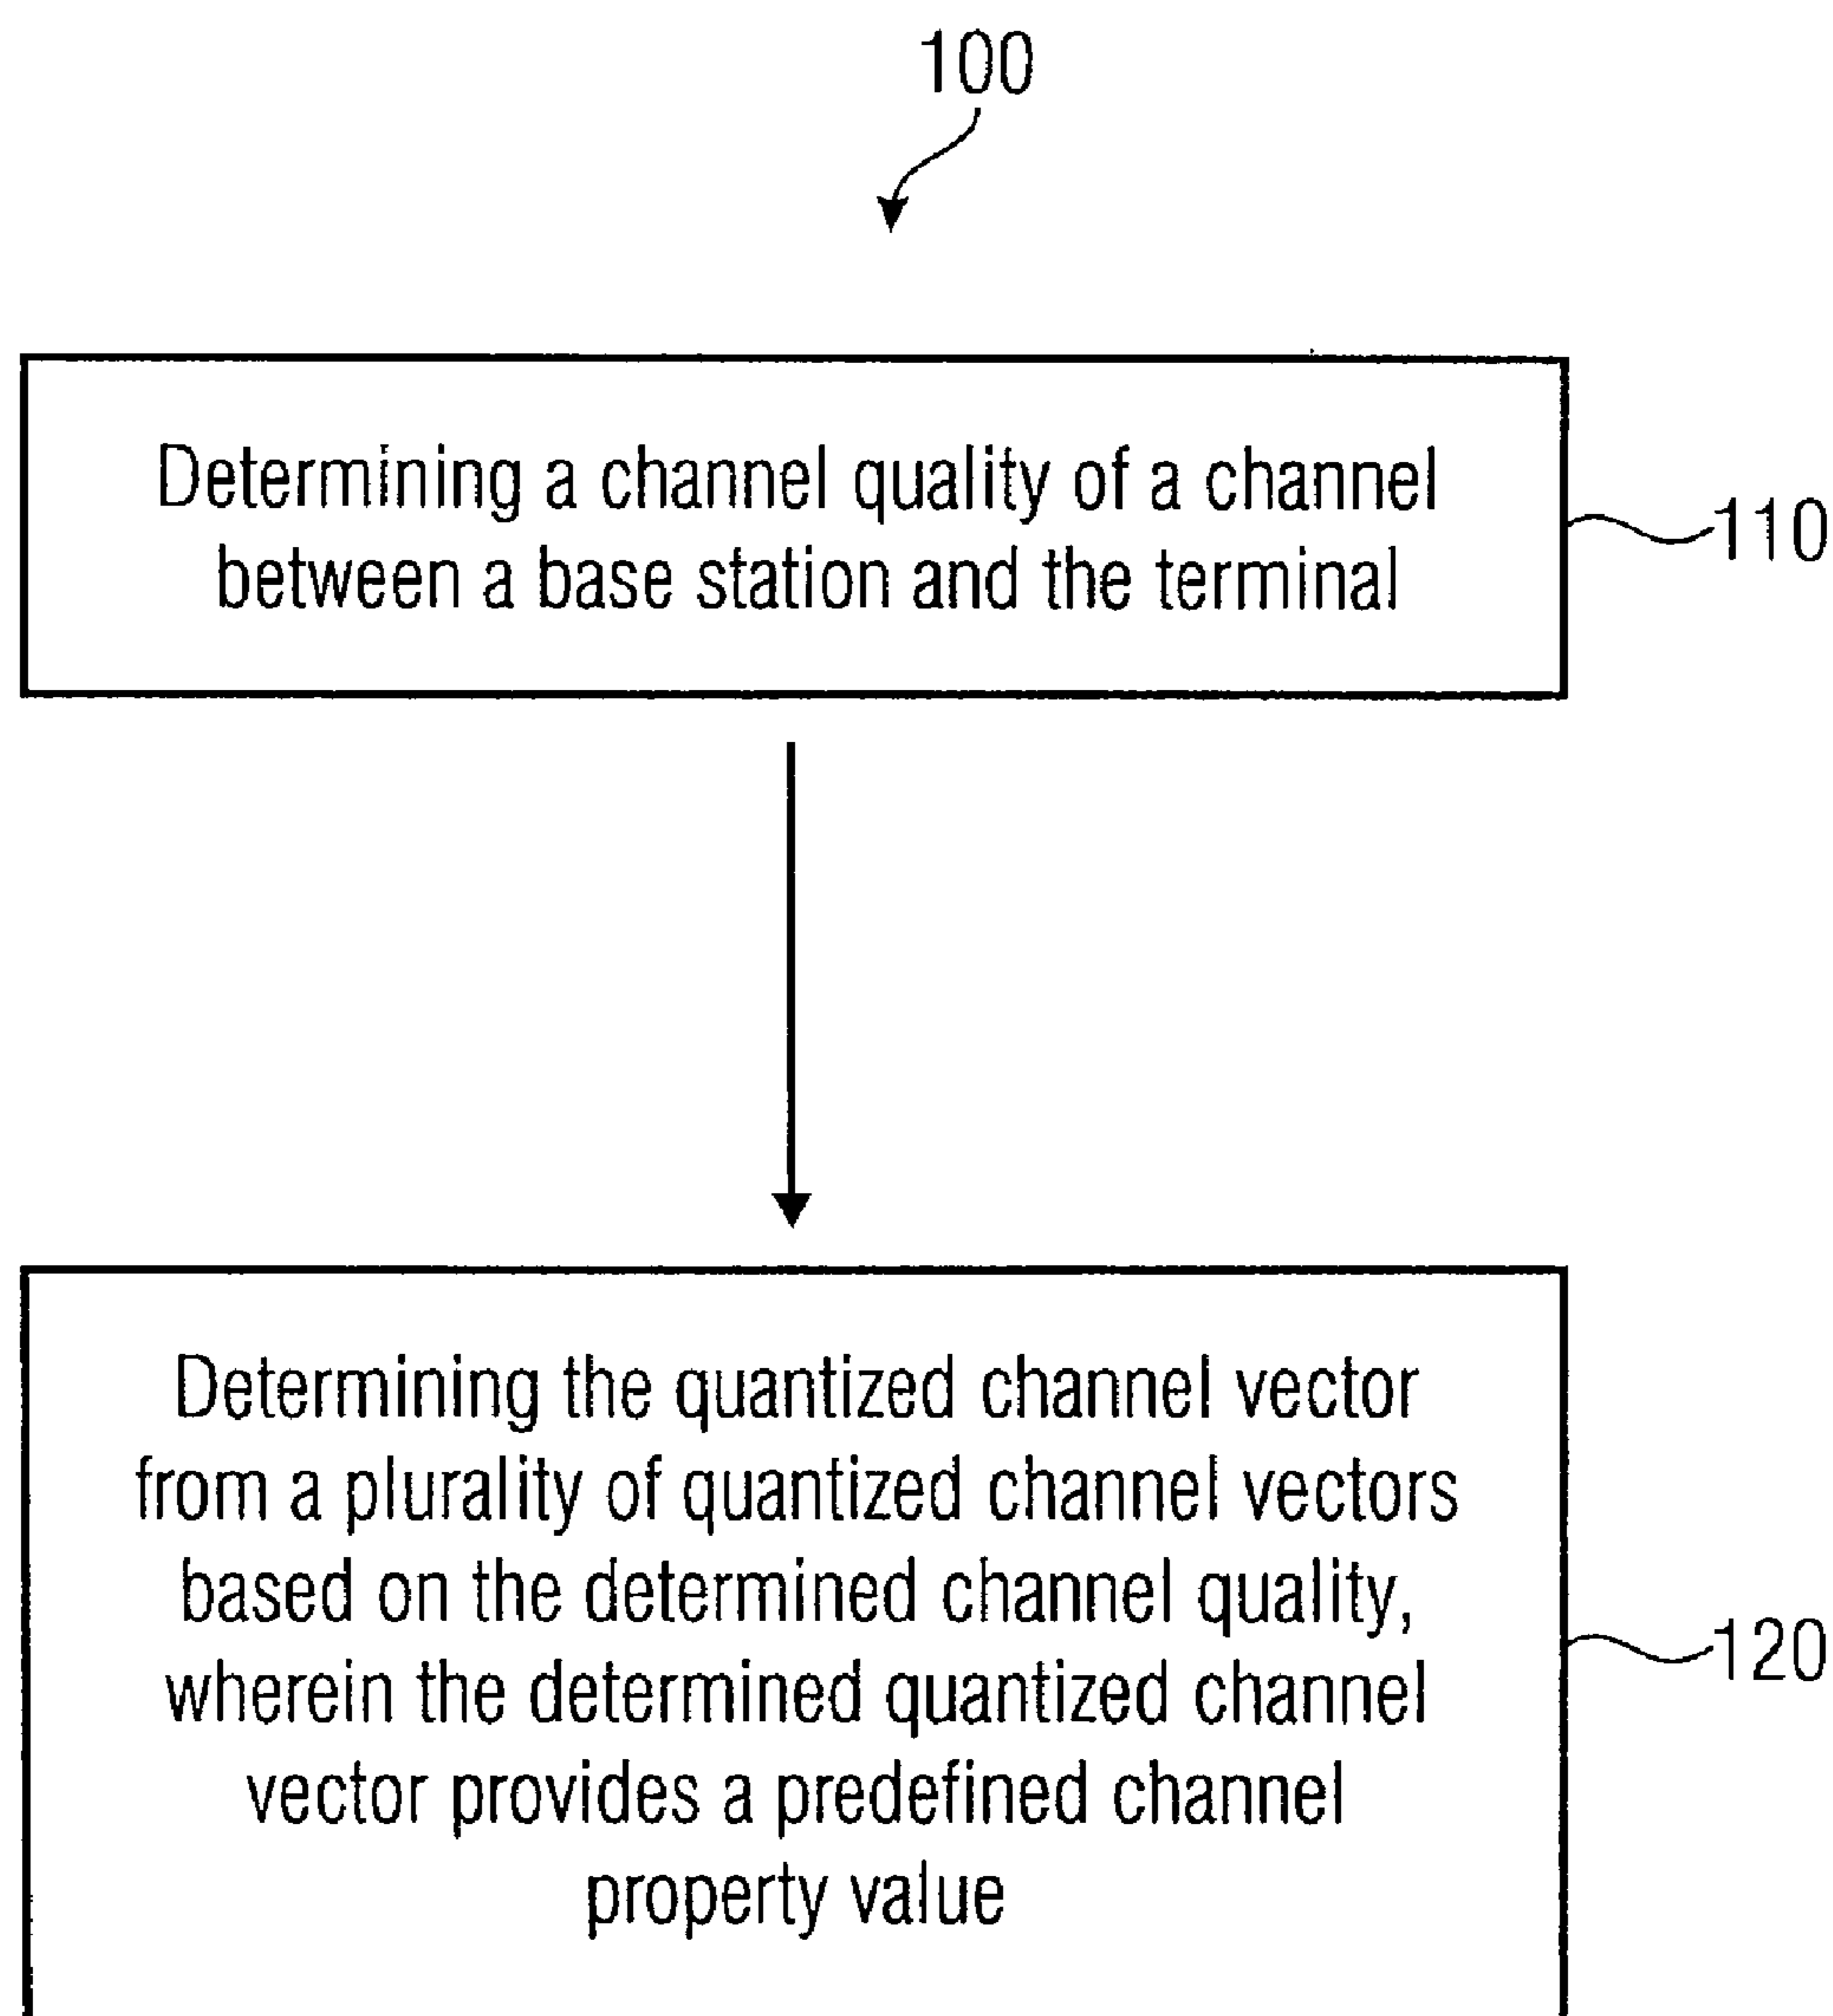 100
Determining a channel quality of a channel
between a base station and the terminal
110
Determining the quantized channel vector
from a plurality of quantized channel vectors
based on the determined channel quality,
wherein the determined quantized channel
vector provides a predefined channel
property value
120